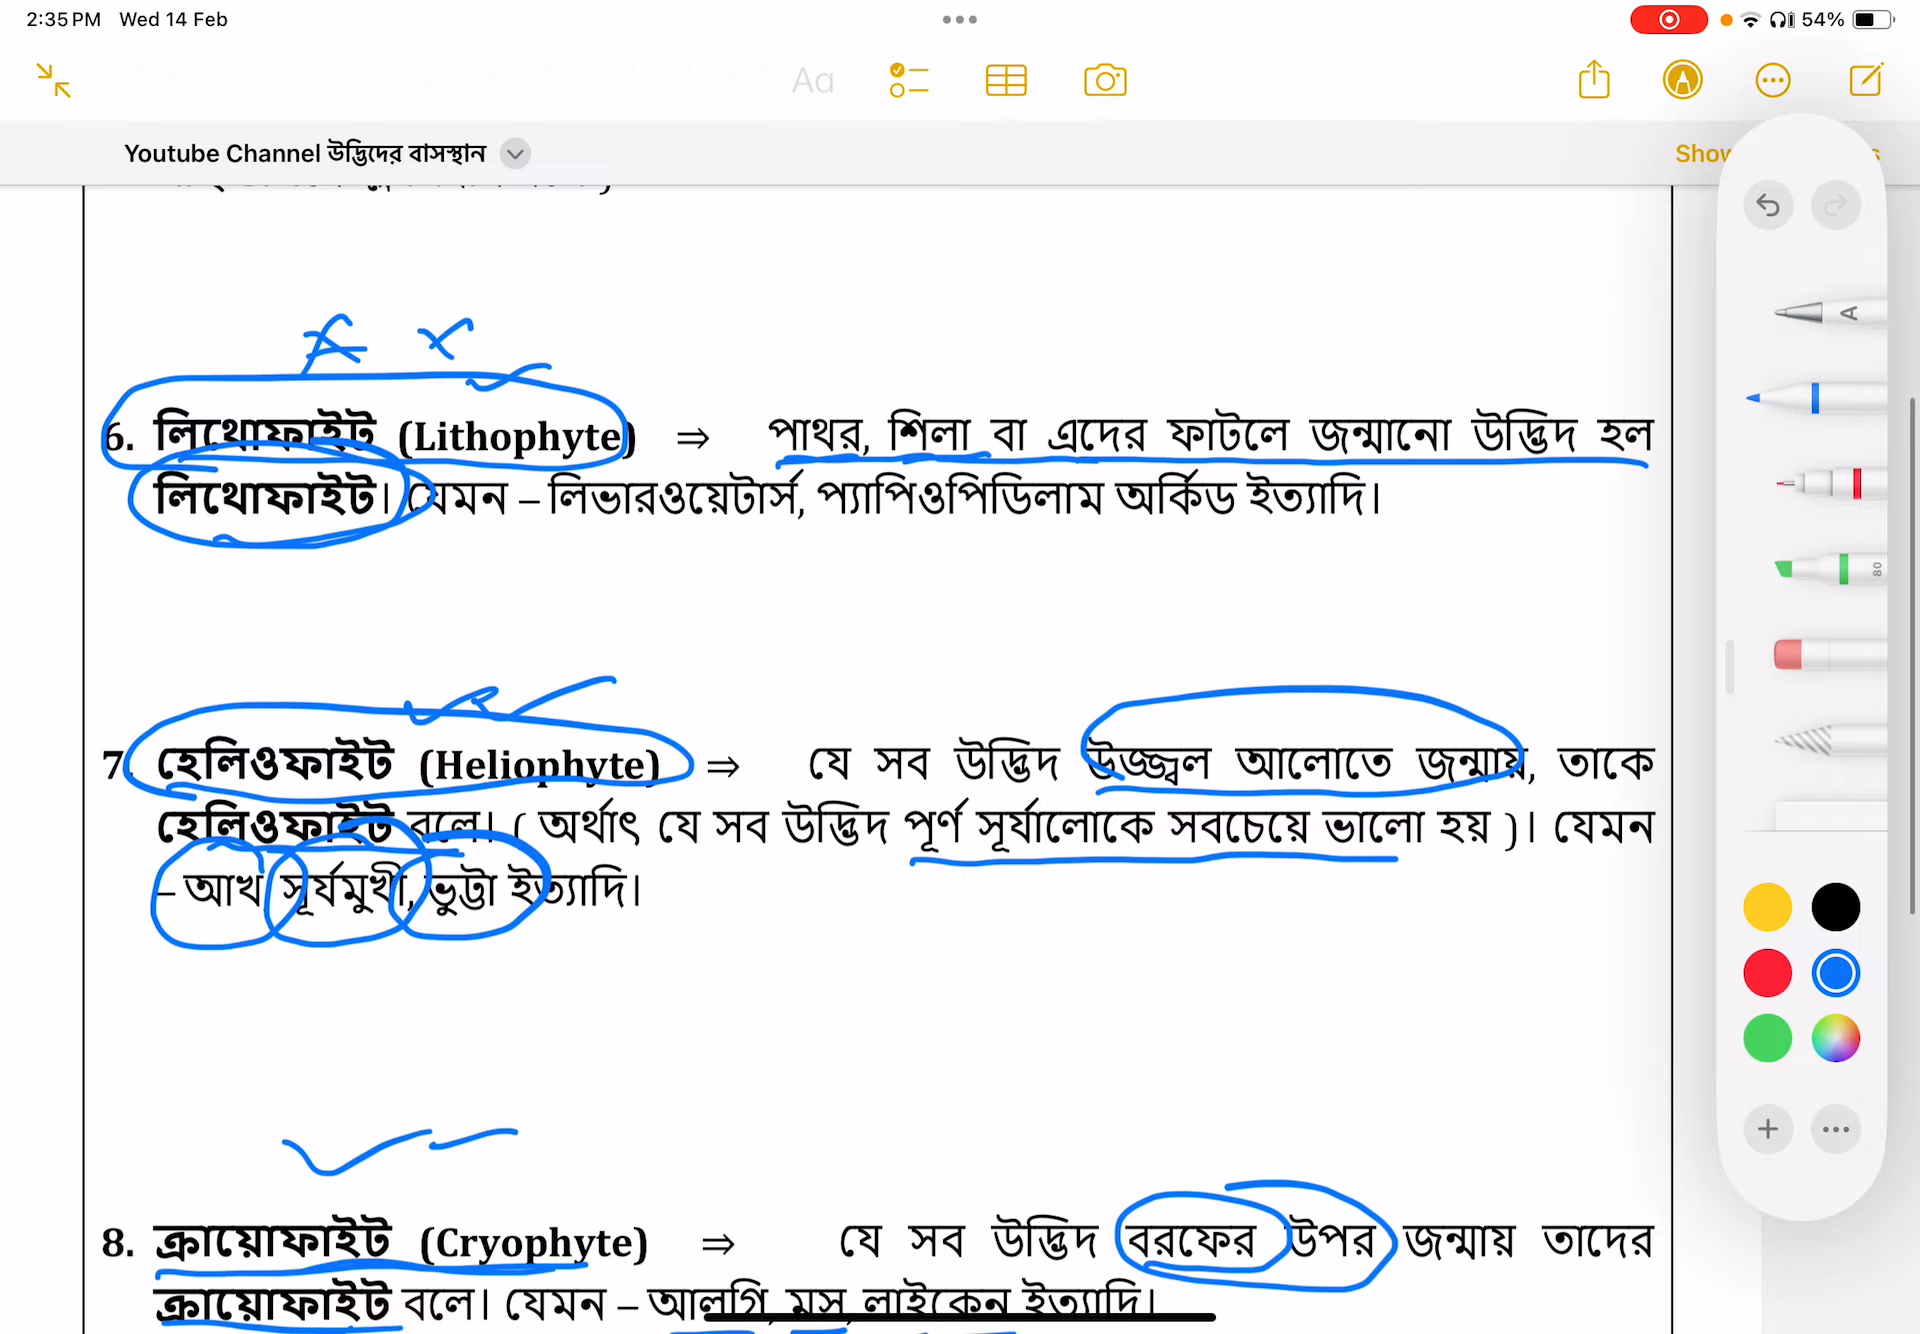 2:35 PM Wed 14 Feb 54%
Aa
Youtube Channel উদ্ভিদের বাসস্থান
Show
6. লিথোফাইট (Lithophyte) ⇒ পাথর, শিলা বা এদের ফাটলে জন্মানো উদ্ভিদ হল
লিথোফাইট। যেমন – লিভারওয়েটার্স, প্যাপিওপিডিলাম অর্কিড ইত্যাদি।
7. হেলিওফাইট (Heliophyte) ⇒ যে সব উদ্ভিদ উজ্জ্বল আলোতে জন্মায়, তাকে
হেলিওফাইট বলে। ( অর্থাৎ যে সব উদ্ভিদ পূর্ণ সূর্যালোকে সবচেয়ে ভালো হয় )। যেমন
– আখ, সূর্যমুখী, ভুট্টা ইত্যাদি।
8. ক্রায়োফাইট (Cryophyte) ⇒ যে সব উদ্ভিদ বরফের উপর জন্মায় তাদের
ক্রায়োফাইট বলে। যেমন – আলগি, মস, লাইকেন ইত্যাদি।
A
80